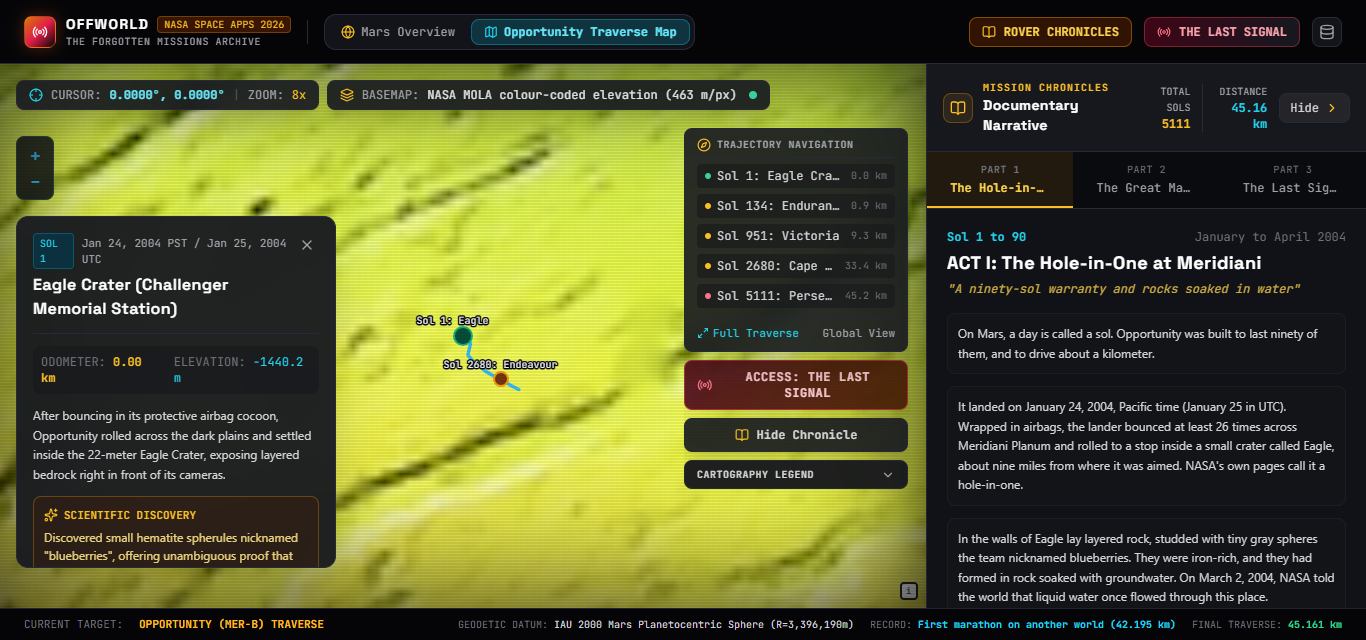 OFFWORLD NASA SPACE APPS 2026
THE FORGOTTEN MISSIONS ARCHIVE
Mars Overview
Opportunity Traverse Map
ROVER CHRONICLES
THE LAST SIGNAL
CURSOR: 0.0000°, 0.0000° | ZOOM: 8x
BASEMAP: NASA MOLA colour-coded elevation (463 m/px)
+
−
SOL 1
Jan 24, 2004 PST / Jan 25, 2004
UTC
Eagle Crater (Challenger
Memorial Station)
ODOMETER: 0.00
km
ELEVATION: -1440.2
m
After bouncing in its protective airbag cocoon,
Opportunity rolled across the dark plains and settled
inside the 22-meter Eagle Crater, exposing layered
bedrock right in front of its cameras.
SCIENTIFIC DISCOVERY
Discovered small hematite spherules nicknamed
"blueberries", offering unambiguous proof that
Sol 1: Eagle
Sol 2680: Endeavour
TRAJECTORY NAVIGATION
Sol 1: Eagle Cra… 0.0 km
Sol 134: Enduran… 0.9 km
Sol 951: Victoria 9.3 km
Sol 2680: Cape … 33.4 km
Sol 5111: Perse… 45.2 km
Full Traverse
Global View
ACCESS: THE LAST
SIGNAL
Hide Chronicle
CARTOGRAPHY LEGEND
i
MISSION CHRONICLES
Documentary
Narrative
TOTAL
SOLS
5111
DISTANCE
45.16
km
Hide
PART 1
The Hole-in-…
PART 2
The Great Ma…
PART 3
The Last Sig…
Sol 1 to 90
January to April 2004
ACT I: The Hole-in-One at Meridiani
"A ninety-sol warranty and rocks soaked in water"
On Mars, a day is called a sol. Opportunity was built to last ninety of
them, and to drive about a kilometer.
It landed on January 24, 2004, Pacific time (January 25 in UTC).
Wrapped in airbags, the lander bounced at least 26 times across
Meridiani Planum and rolled to a stop inside a small crater called Eagle,
about nine miles from where it was aimed. NASA's own pages call it a
hole-in-one.
In the walls of Eagle lay layered rock, studded with tiny gray spheres
the team nicknamed blueberries. They were iron-rich, and they had
formed in rock soaked with groundwater. On March 2, 2004, NASA told
the world that liquid water once flowed through this place.
CURRENT TARGET: OPPORTUNITY (MER-B) TRAVERSE
GEODETIC DATUM: IAU 2000 Mars Planetocentric Sphere (R=3,396,190m)
RECORD: First marathon on another world (42.195 km)
FINAL TRAVERSE: 45.161 km